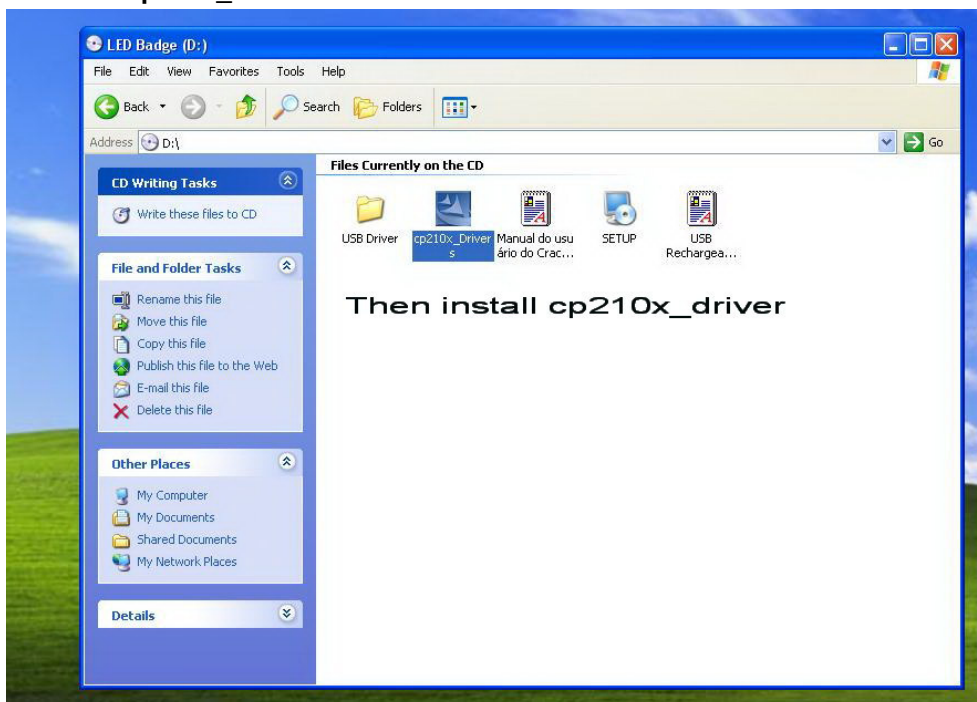 LED Badge (D:)
File Edit View Favorites Tools Help
Back Search Folders
Address D:\ Go
Files Currently on the CD
CD Writing Tasks
Write these files to CD
USB Driver
cp210x_Driver
s
Manual do usu
ário do Crac...
SETUP
USB
Rechargea...
File and Folder Tasks
Rename this file
Move this file
Copy this file
Publish this file to the Web
E-mail this file
Delete this file
Then install cp210x_driver
Other Places
My Computer
My Documents
Shared Documents
My Network Places
Details